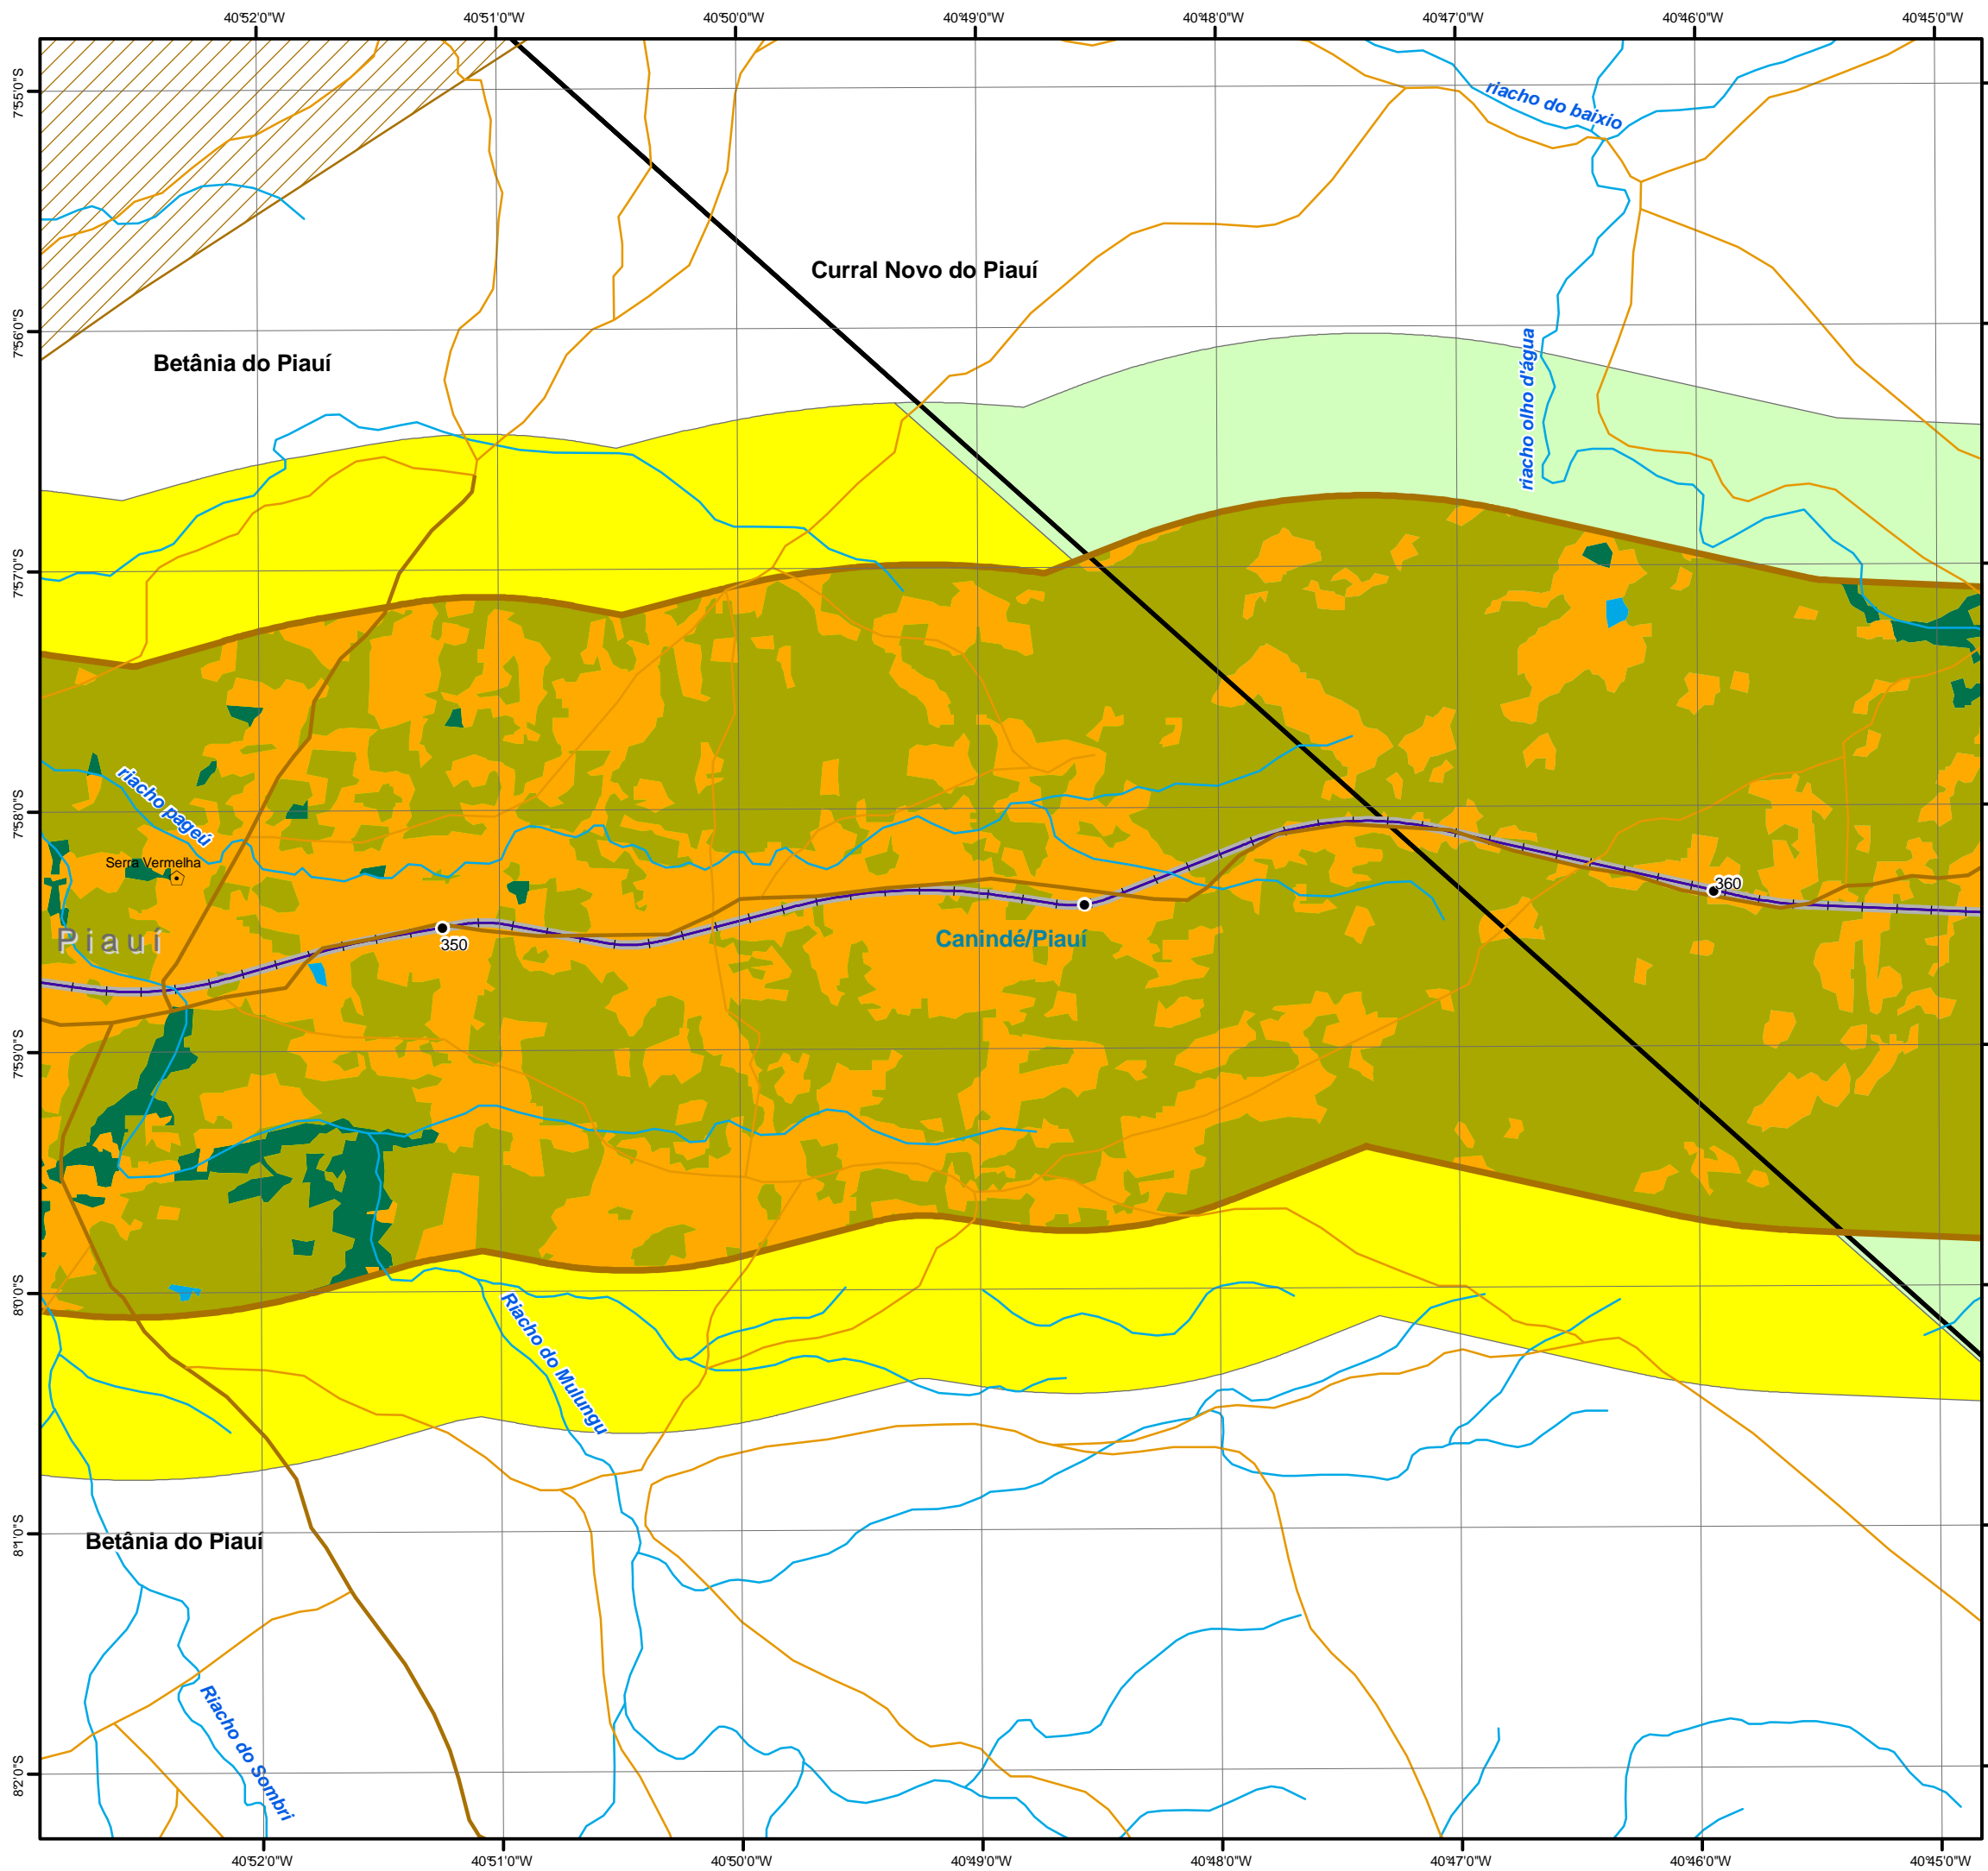 40°52'0"W 40°51'0"W 40°50'0"W 40°49'0"W 40°48'0"W 40°47'0"W 40°46'0"W 40°45'0"W
7°55'0"S
riacho do baixio
Curral Novo do Piauí
7°56'0"S
Betânia do Piauí
riacho olho d'água
7°57'0"S
riacho pageú
7°58'0"S
Serra Vermelha
360
Piauí
350
Canindé/Piauí
7°59'0"S
8°0'0"S
Riacho do Mulungu
8°1'0"S
Betânia do Piauí
Riacho do Sombri
8°2'0"S
40°52'0"W 40°51'0"W 40°50'0"W 40°49'0"W 40°48'0"W 40°47'0"W 40°46'0"W 40°45'0"W